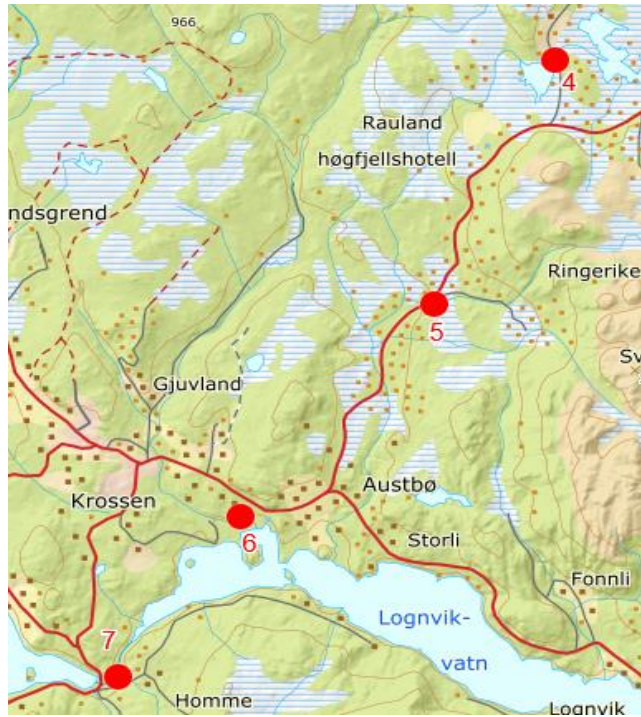 966
4
Rauland
høgfjellshotell
ndsgrend
Ringerike
5
Sv
Gjuvland
Austbø
Krossen
6
Storli
Fonnli
Lognvik-
vatn
7
Homme
Lognvik